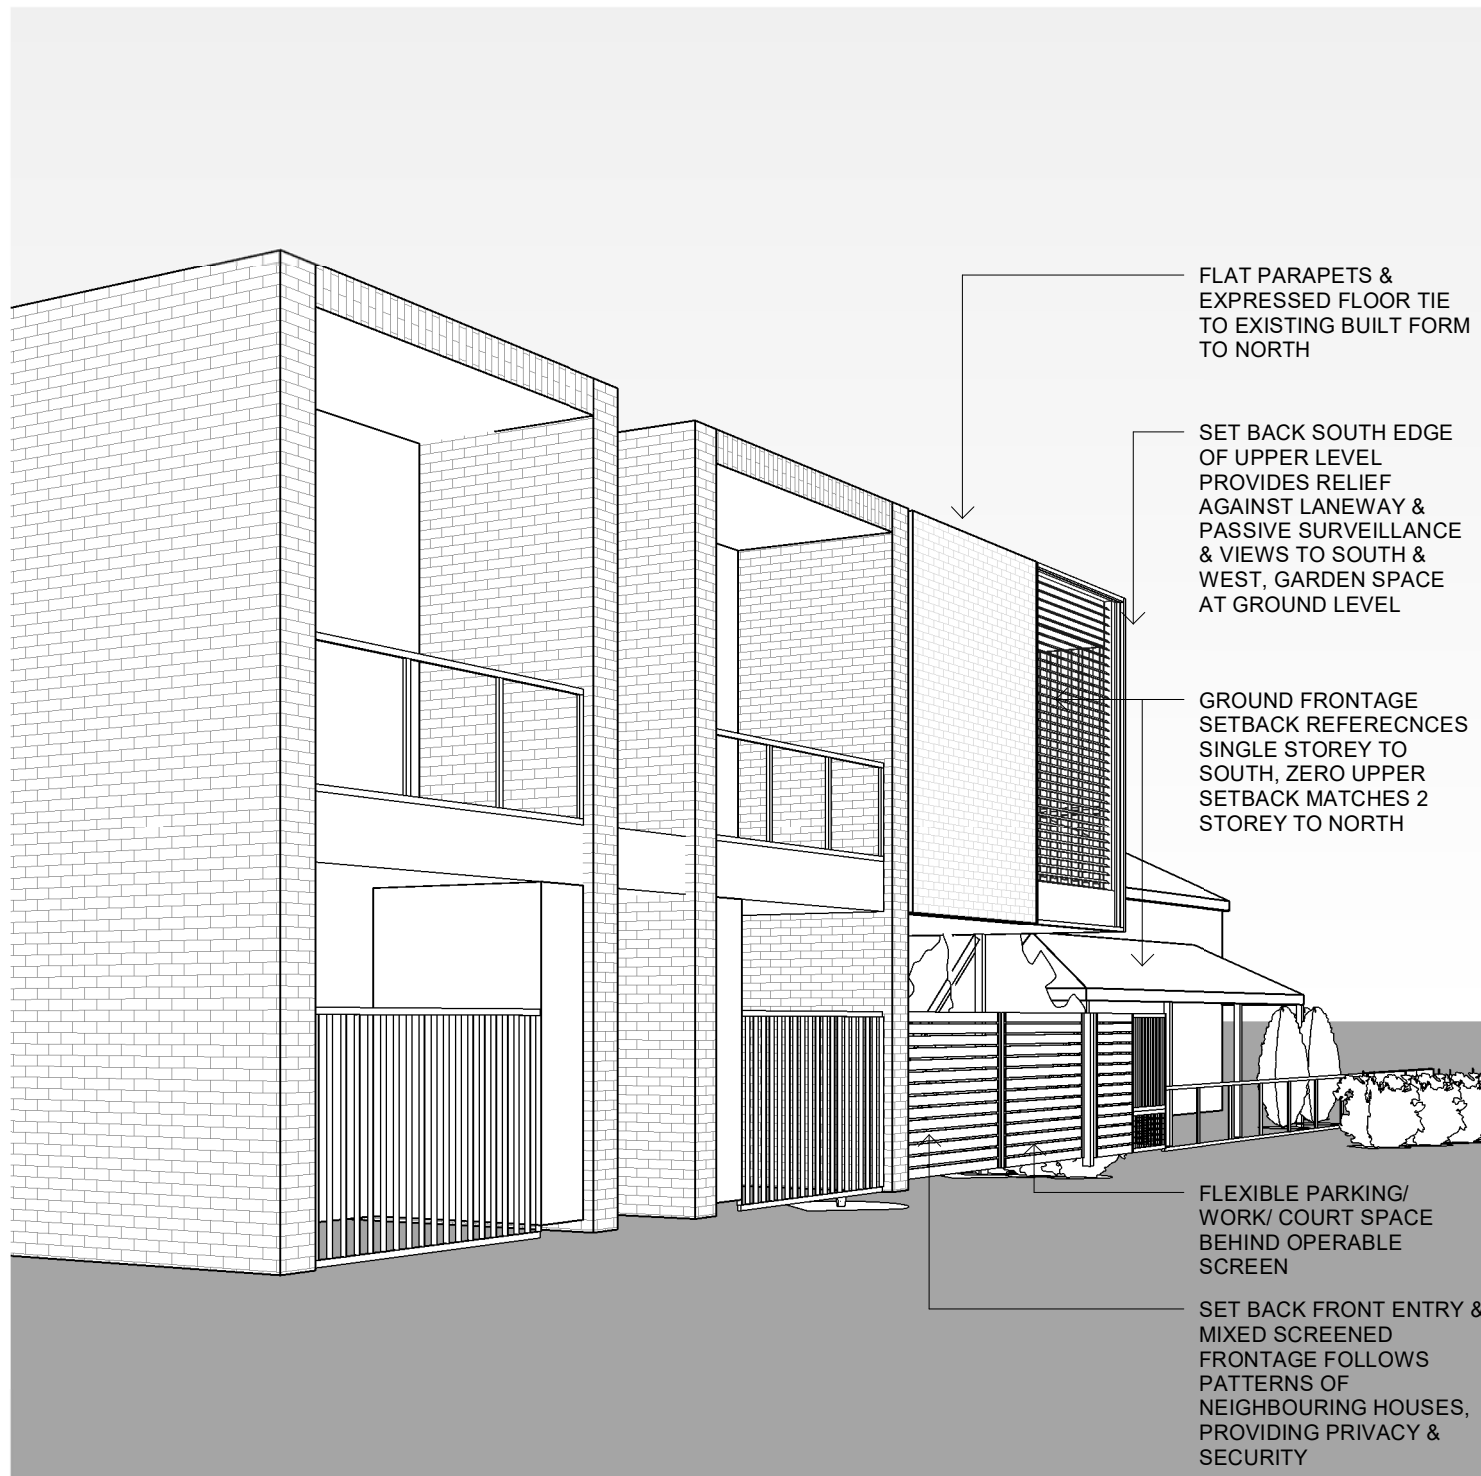 FLAT PARAPETS &
EXPRESSED FLOOR TIE
TO EXISTING BUILT FORM
TO NORTH
SET BACK SOUTH EDGE
OF UPPER LEVEL
PROVIDES RELIEF
AGAINST LANEWAY &
PASSIVE SURVEILLANCE
& VIEWS TO SOUTH &
WEST, GARDEN SPACE
AT GROUND LEVEL
GROUND FRONTAGE
SETBACK REFERECNCES
SINGLE STOREY TO
SOUTH, ZERO UPPER
SETBACK MATCHES 2
STOREY TO NORTH
FLEXIBLE PARKING/
WORK/ COURT SPACE
BEHIND OPERABLE
SCREEN
SET BACK FRONT ENTRY &
MIXED SCREENED
FRONTAGE FOLLOWS
PATTERNS OF
NEIGHBOURING HOUSES,
PROVIDING PRIVACY &
SECURITY